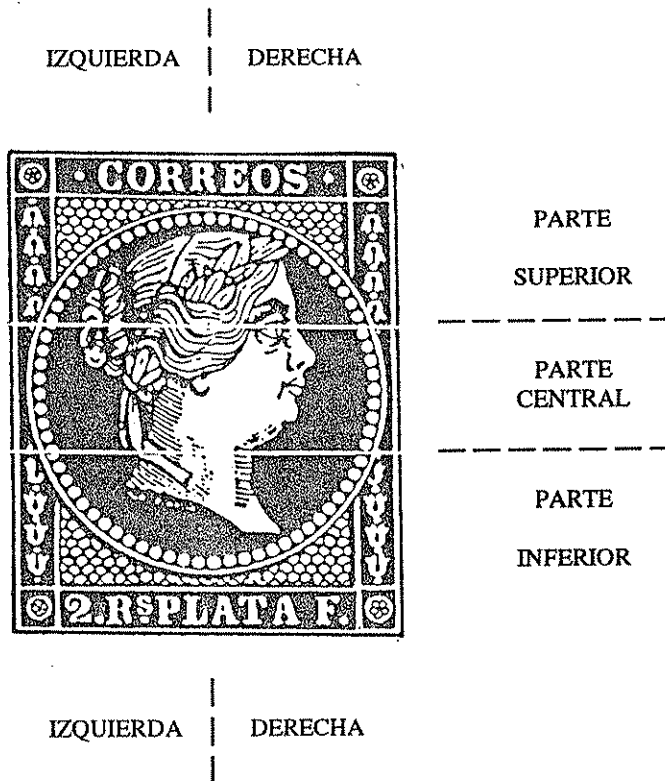 IZQUIERDA DERECHA
· CORREOS ·
PARTE
SUPERIOR
PARTE
CENTRAL
PARTE
INFERIOR
2.Rs.PLATA F.
IZQUIERDA DERECHA